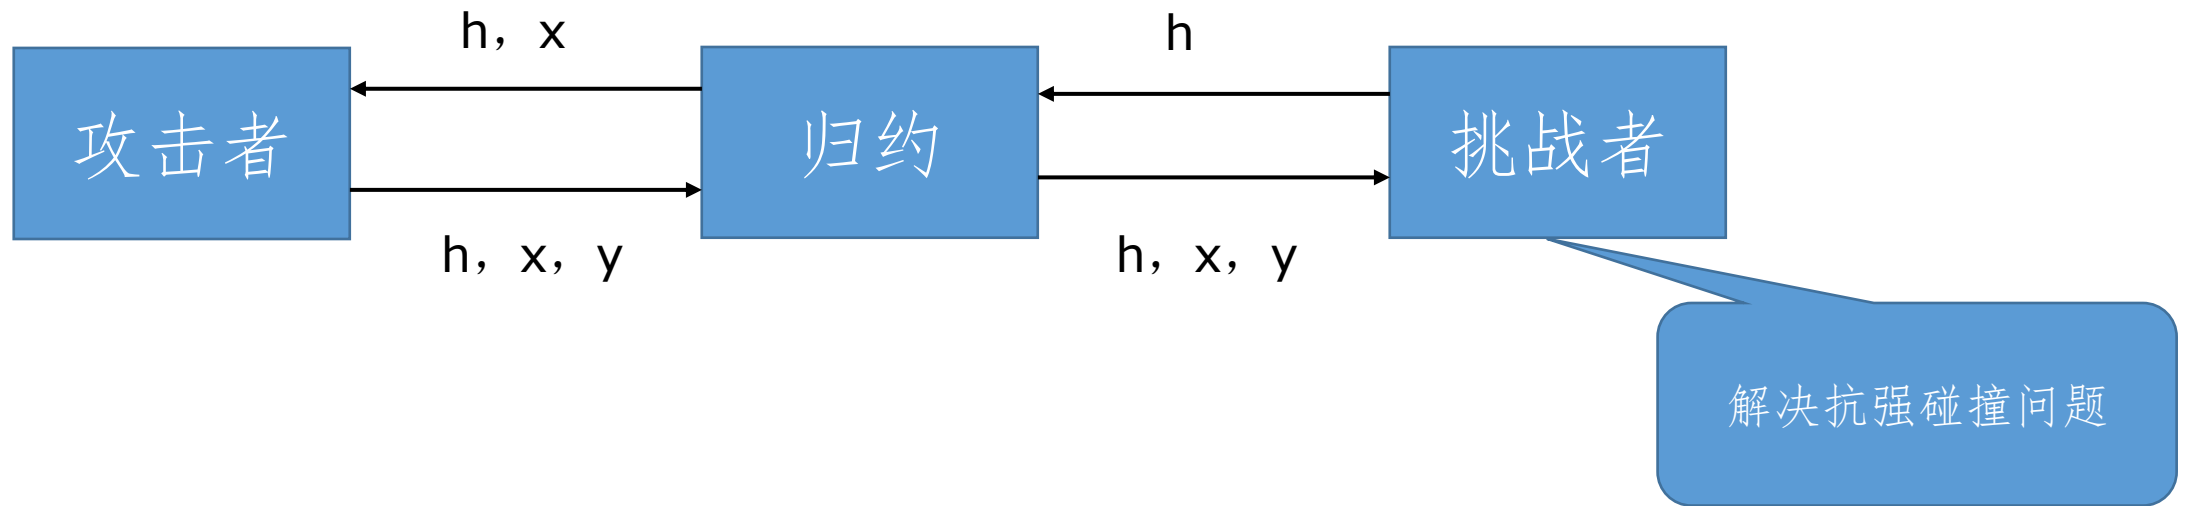 h，x
h
攻击者
归约
挑战者
h，x，y
h，x，y
解决抗强碰撞问题